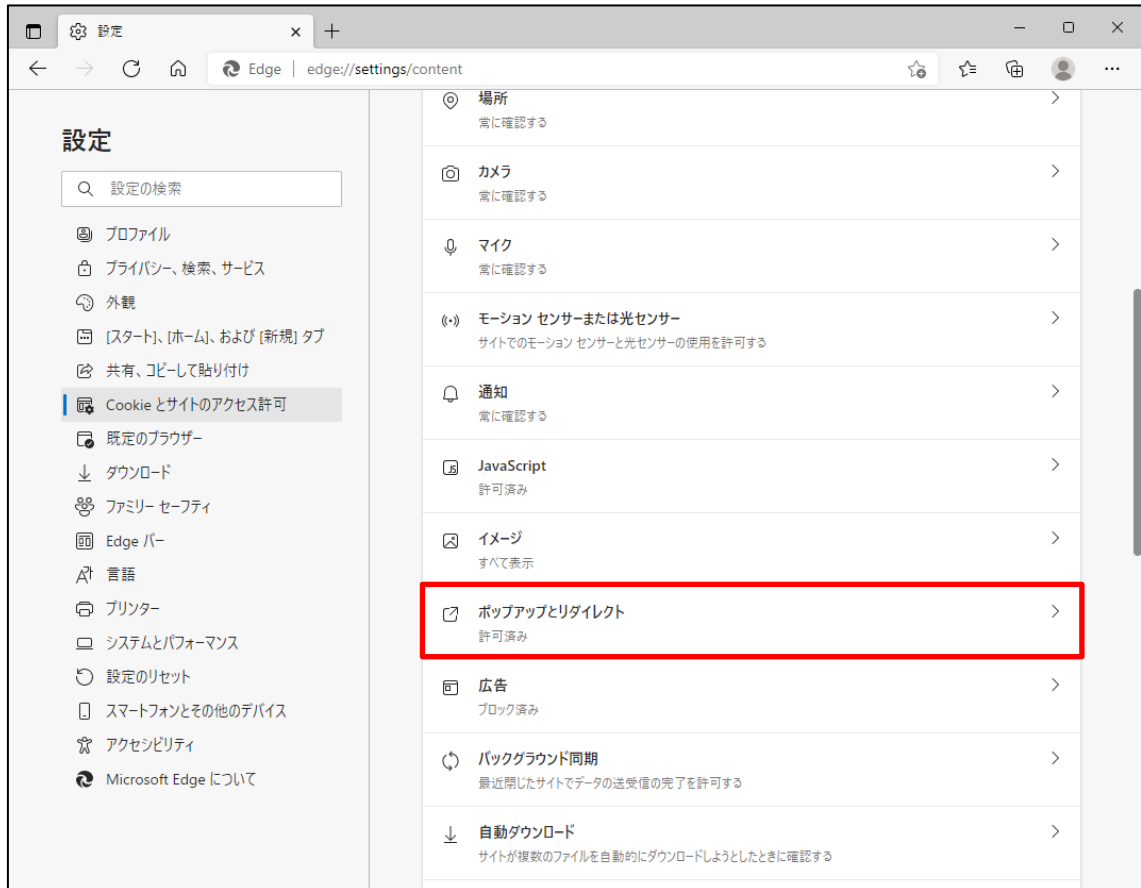 設定
Edge | edge://settings/content
設定
設定の検索
プロファイル
プライバシー、検索、サービス
外観
[スタート]、[ホーム]、および [新規] タブ
共有、コピーして貼り付け
Cookie とサイトのアクセス許可
既定のブラウザー
ダウンロード
ファミリー セーフティ
Edge バー
言語
プリンター
システムとパフォーマンス
設定のリセット
スマートフォンとその他のデバイス
アクセシビリティ
Microsoft Edge について
場所
常に確認する
カメラ
常に確認する
マイク
常に確認する
モーション センサーまたは光センサー
サイトでのモーション センサーと光センサーの使用を許可する
通知
常に確認する
JavaScript
許可済み
イメージ
すべて表示
ポップアップとリダイレクト
許可済み
広告
ブロック済み
バックグラウンド同期
最近閉じたサイトでデータの送受信の完了を許可する
自動ダウンロード
サイトが複数のファイルを自動的にダウンロードしようとしたときに確認する